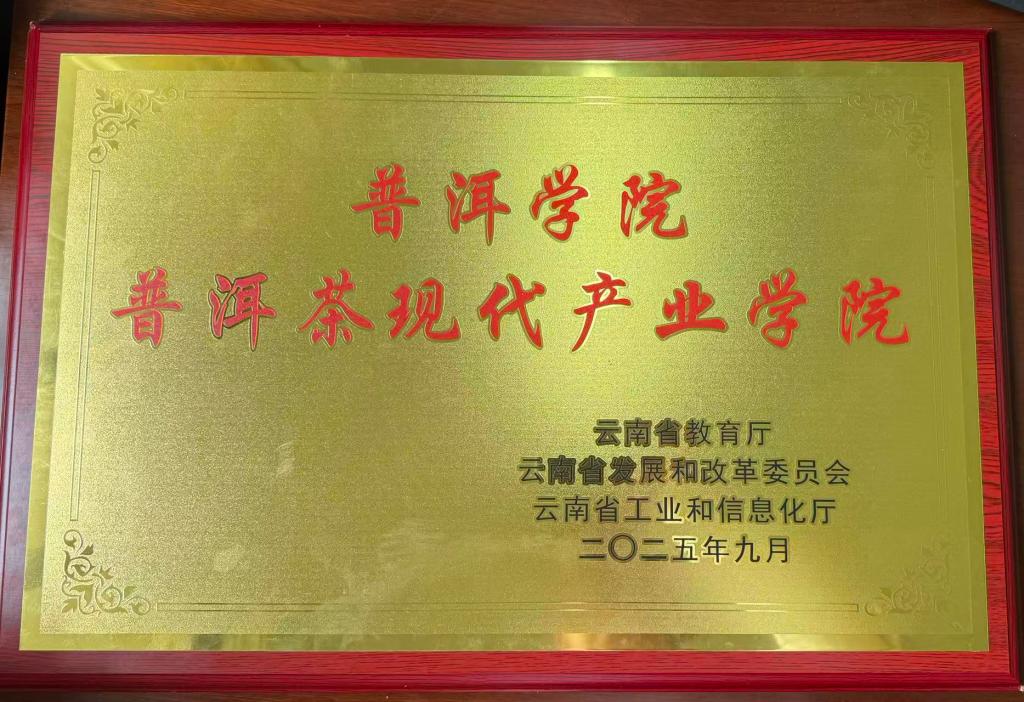 普洱学院
普洱茶现代产业学院
云南省教育厅
云南省发展和改革委员会
云南省工业和信息化厅
二〇二五年九月